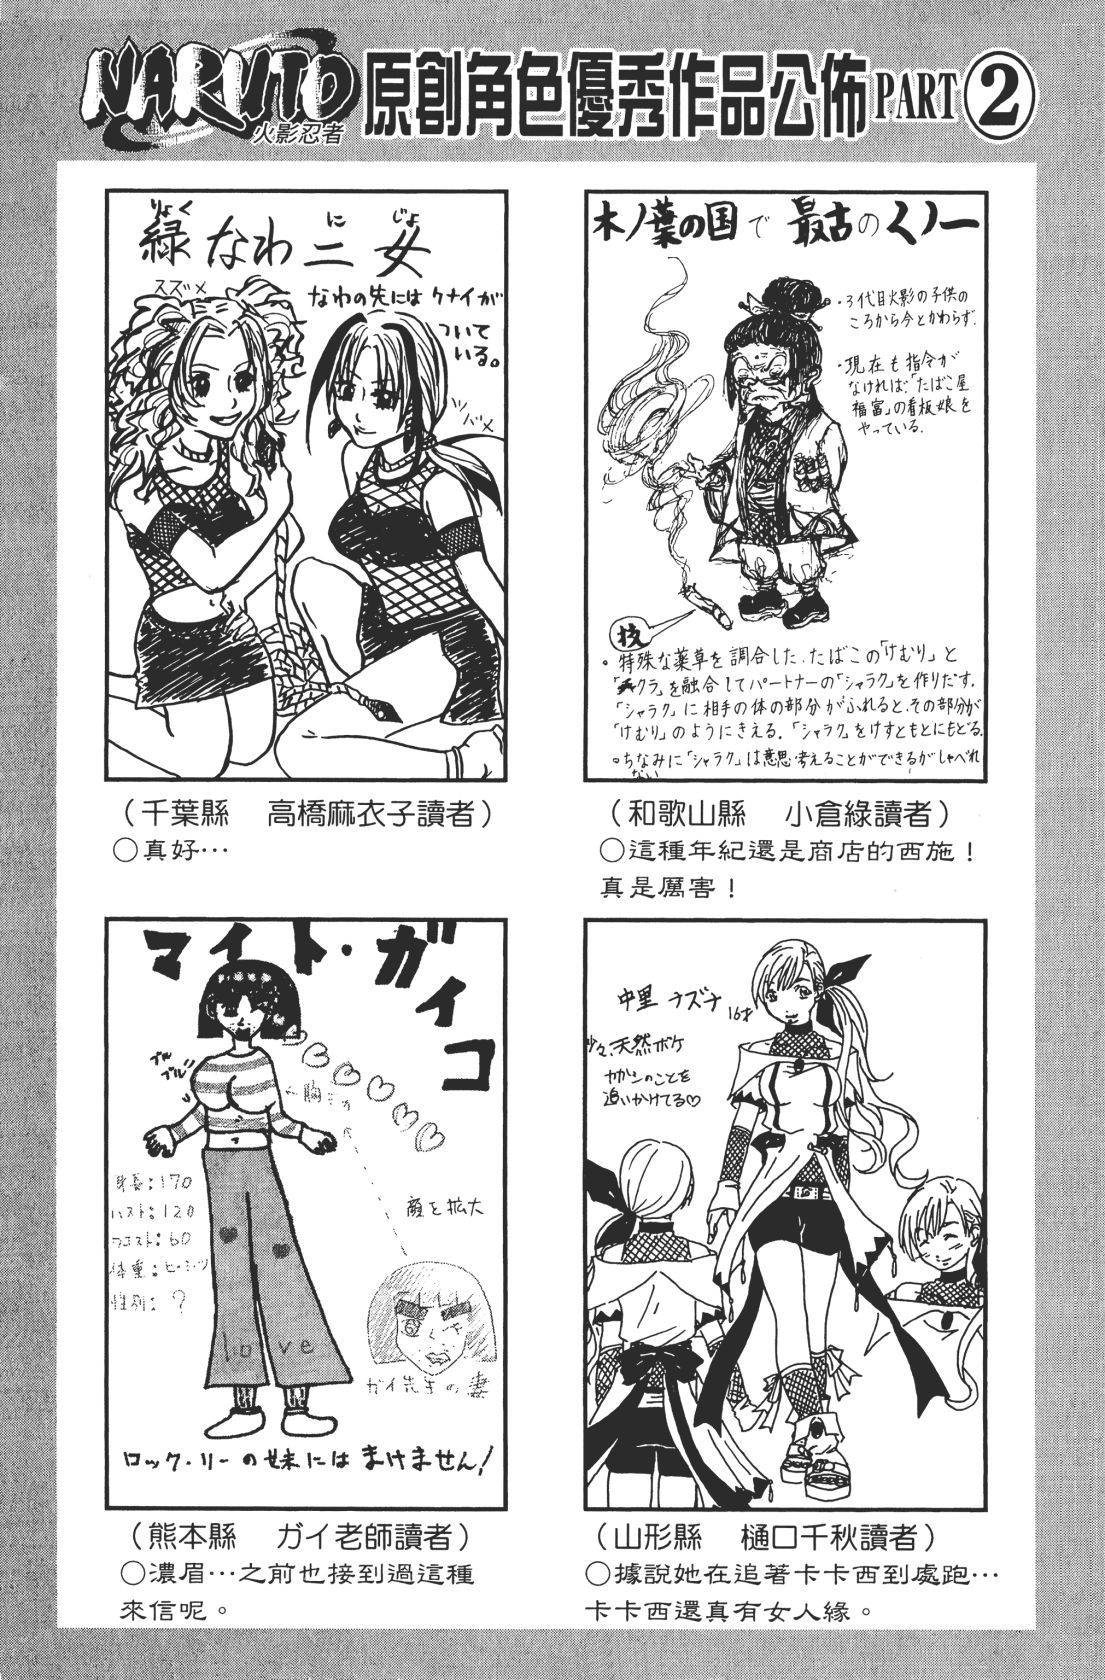 NARUTO
火影忍者
原創角色優秀作品公佈PART②
りょく に じょ
緑なわ二女
スズメ
なわの先にはクナイが
ついて
いる。
ツバメ
(千葉縣 高橋麻衣子讀者)
○真好…
木ノ葉の国で最古のくノ一
・3代目火影の子供の
ころから今とかわらず.
・現在も指令が
なければ「たばこ屋
福富」の看板娘を
やっている.
技
・特殊な薬草を調合した.たばこの「けむり」と
「チャクラ」を融合してパートナーの「シャラク」を作りだす.
「シャラク」に相手の体の部分がふれると、その部分が
「けむり」のようにきえる.「シャラク」をけすともとにもどる.
○ちなみに「シャラク」は意思考えることができるがしゃべれ
ない
(和歌山縣 小倉綠讀者)
○這種年紀還是商店的西施!
真是厲害!
マイト・ガイコ
ブルブルッ
身長:170
バスト:120
ウエスト:60
体重:ヒ・ミ・ツ
性別:?
顔を拡大
love
ガイ先生の妻
ロック・リーの妹にはまけません!
(熊本縣 ガイ老師讀者)
○濃眉…之前也接到過這種
來信呢。
中里 ナズナ
16才
少々、天然ボケ
カカシのことを
追いかけてる♡
(山形縣 樋口千秋讀者)
○據說她在追著卡卡西到處跑…
卡卡西還真有女人緣。